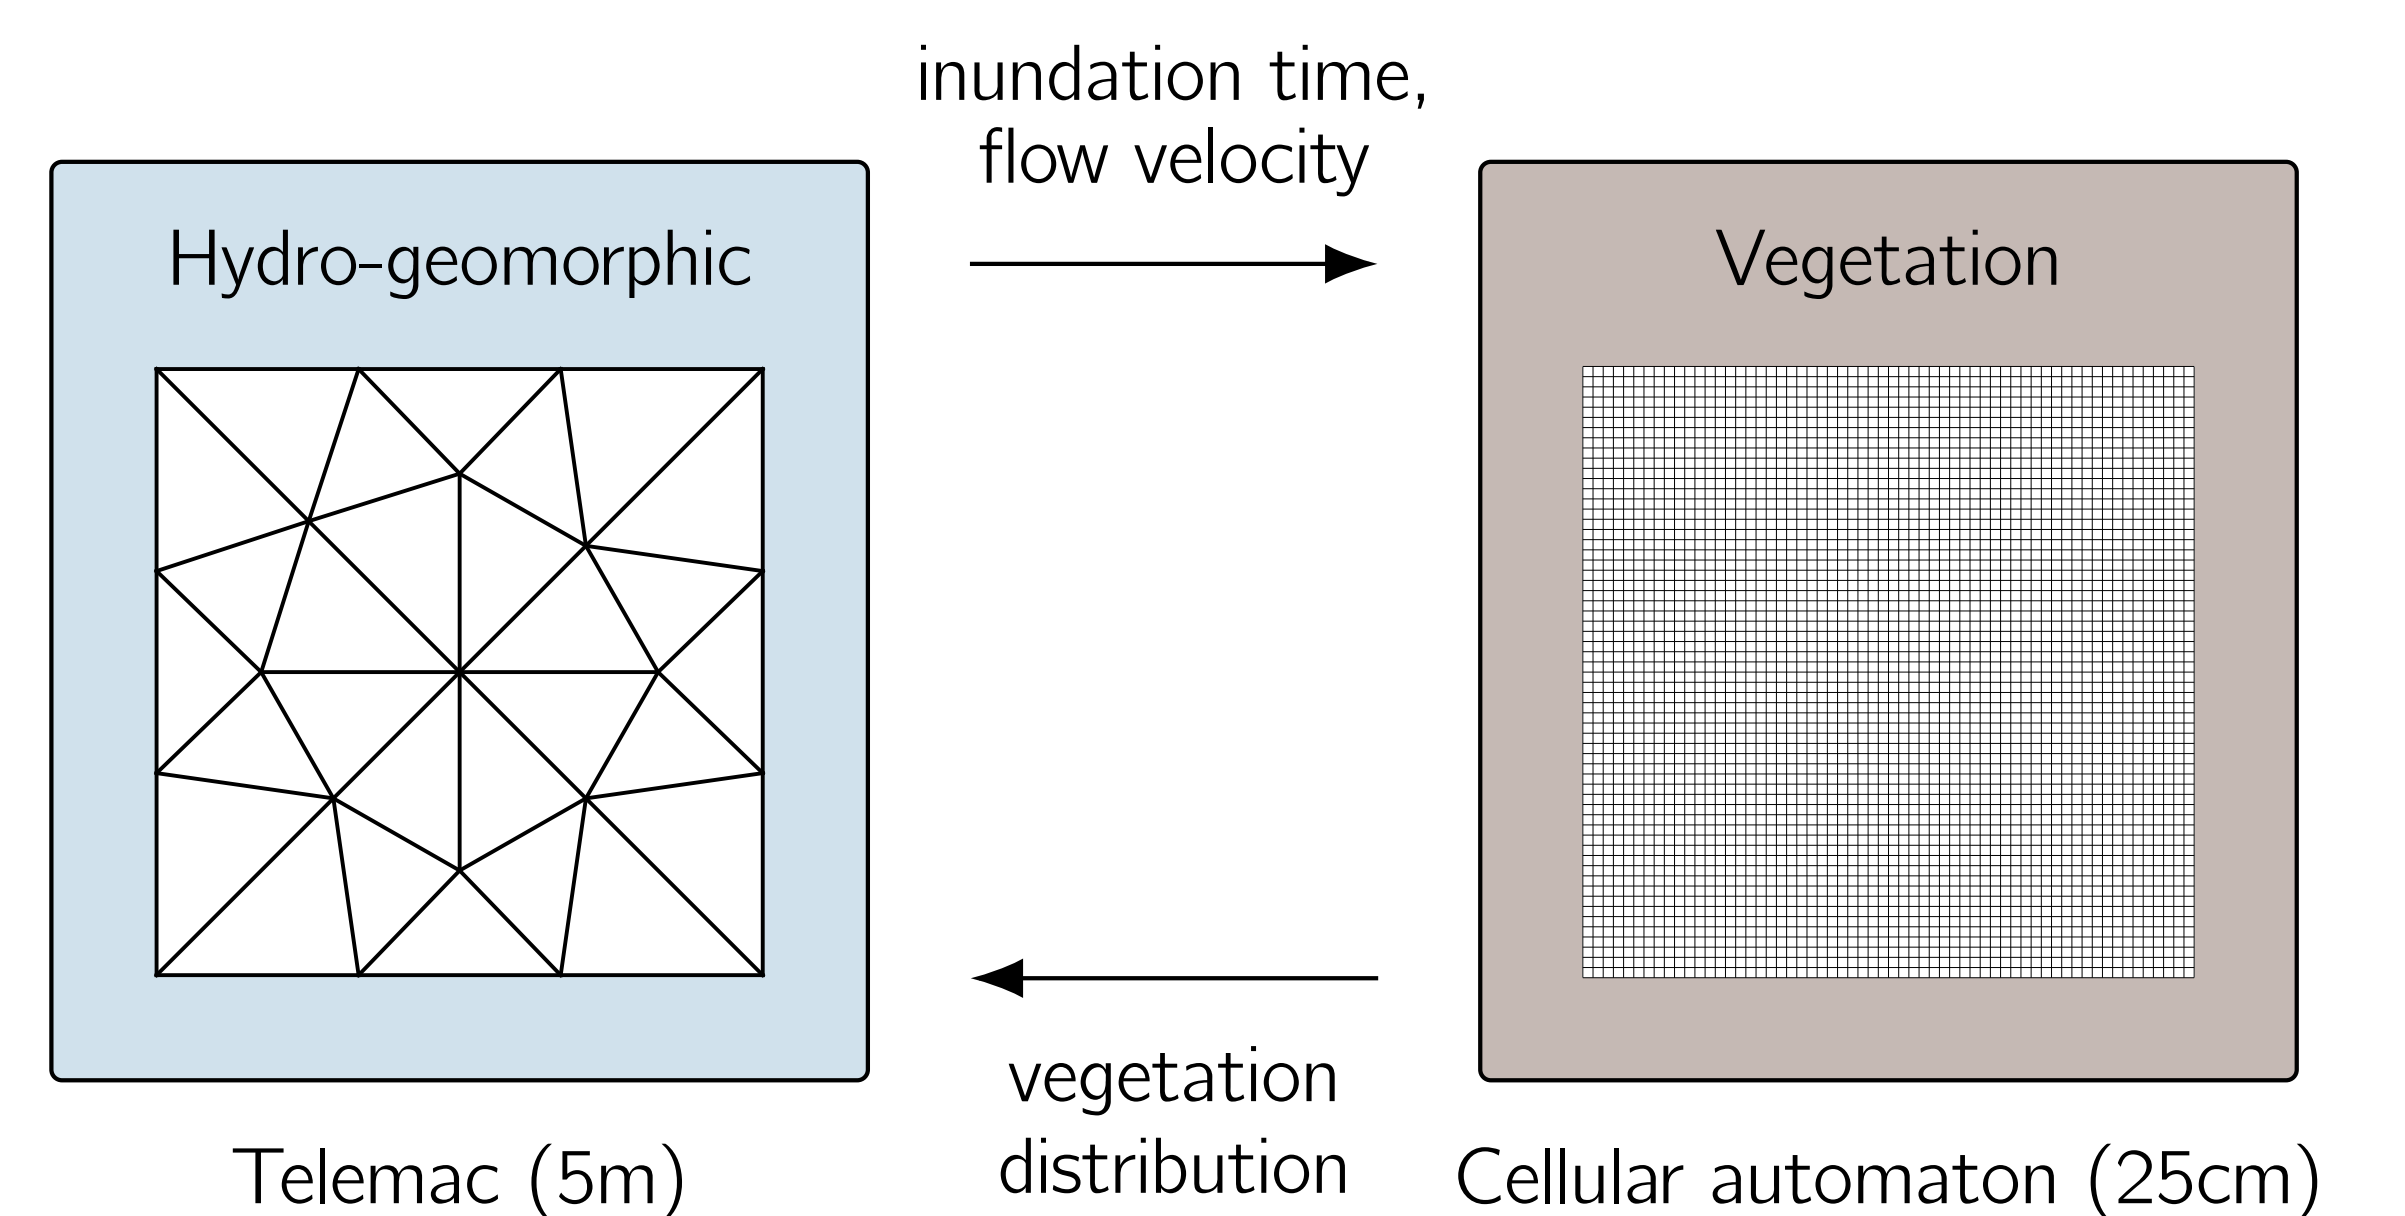 inundation time,
flow velocity
Hydro-geomorphic
Vegetation
vegetation
distribution
Telemac (5m)
Cellular automaton (25cm)